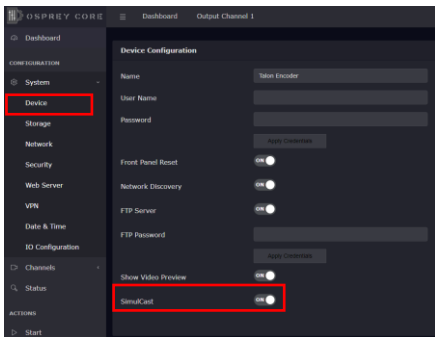 OSPREY CORE
Dashboard Output Channel 1
Dashboard
CONFIGURATION
System
Device
Storage
Network
Security
Web Server
VPN
Date & Time
IO Configuration
Channels
Status
ACTIONS
Start
Device Configuration
Name Talon Encoder
User Name
Password
Apply Credentials
Front Panel Reset ON
Network Discovery ON
FTP Server ON
FTP Password
Apply Credentials
Show Video Preview ON
SimulCast ON